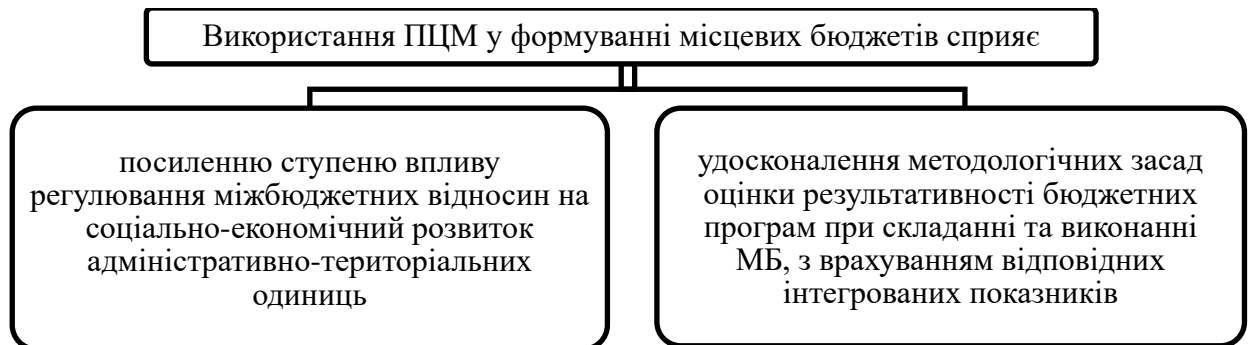 Використання ПЦМ у формуванні місцевих бюджетів сприяє
посиленню ступеню впливу
регулювання міжбюджетних відносин на
соціально-економічний розвиток
адміністративно-територіальних
одиниць
удосконалення методологічних засад
оцінки результативності бюджетних
програм при складанні та виконанні
МБ, з врахуванням відповідних
інтегрованих показників